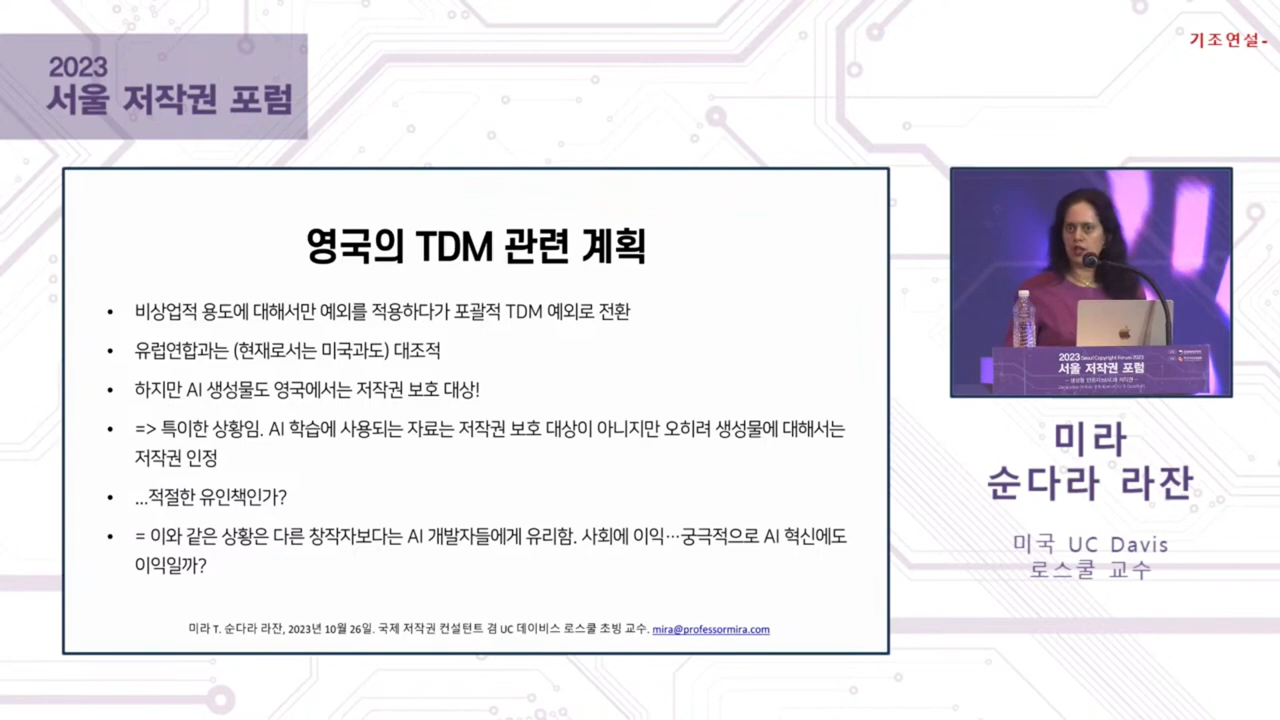 기조연설-
2023
서울 저작권 포럼
영국의 TDM 관련 계획
• 비상업적 용도에 대해서만 예외를 적용하다가 포괄적 TDM 예외로 전환
• 유럽연합과는 (현재로서는 미국과도) 대조적
• 하지만 AI 생성물도 영국에서는 저작권 보호 대상!
• => 특이한 상황임. AI 학습에 사용되는 자료는 저작권 보호 대상이 아니지만 오히려 생성물에 대해서는
저작권 인정
• ...적절한 유인책인가?
• = 이와 같은 상황은 다른 창작자보다는 AI 개발자들에게 유리함. 사회에 이익…궁극적으로 AI 혁신에도
이익일까?
미라 T. 순다라 라잔, 2023년 10월 26일. 국제 저작권 컨설턴트 겸 UC 데이비스 로스쿨 초빙 교수. mira@professormira.com
2023 Seoul Copyright Forum 2023
서울 저작권 포럼
미라
순다라 라잔
미국 UC Davis
로스쿨 교수